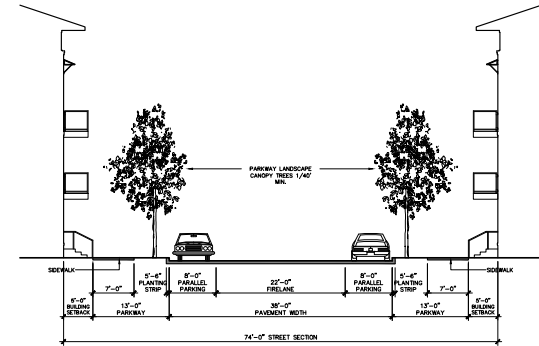 PARKWAY LANDSCAPE
CANOPY TREES 1/40'
MIN.
SIDEWALK
SIDEWALK
7'-0"
5'-6"
PLANTING
STRIP
8'-0"
PARALLEL
PARKING
22'-0"
FIRELANE
8'-0"
PARALLEL
PARKING
5'-6"
PLANTING
STRIP
7'-0"
6'-0"
BUILDING
SETBACK
13'-0"
PARKWAY
38'-0"
PAVEMENT WIDTH
13'-0"
PARKWAY
6'-0"
BUILDING
SETBACK
74'-0" STREET SECTION